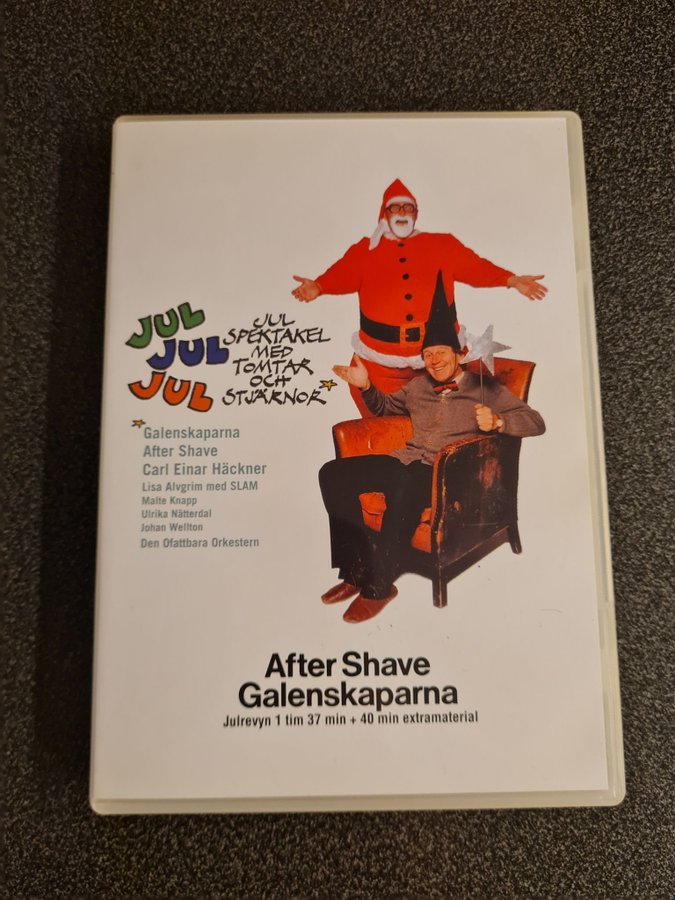 JUL
JUL
JUL
JUL
SPEKTAKEL
MED
TOMTAR
OCH
STJÄRNOR
Galenskaparna
After Shave
Carl Einar Häckner
Lisa Alvgrim med SLAM
Malte Knapp
Ulrika Nätterdal
Johan Wellton
Den Ofattbara Orkestern
After Shave
Galenskaparna
Julrevyn 1 tim 37 min + 40 min extramaterial